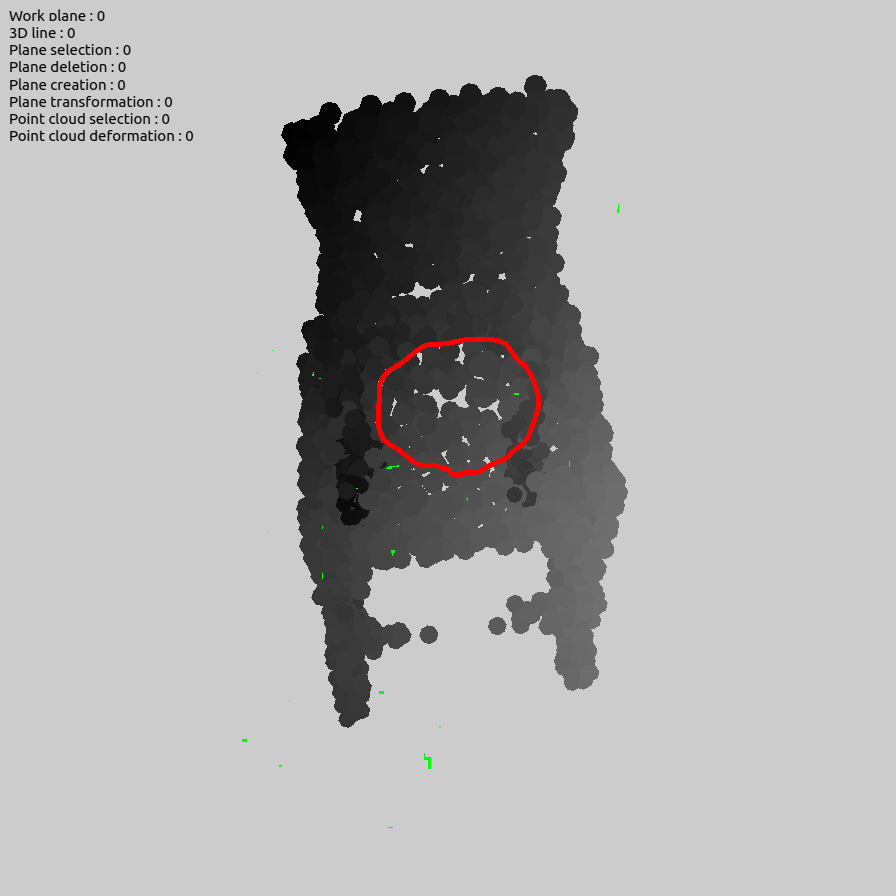 Work plane : 0
3D line : 0
Plane selection : 0
Plane deletion : 0
Plane creation : 0
Plane transformation : 0
Point cloud selection : 0
Point cloud deformation : 0